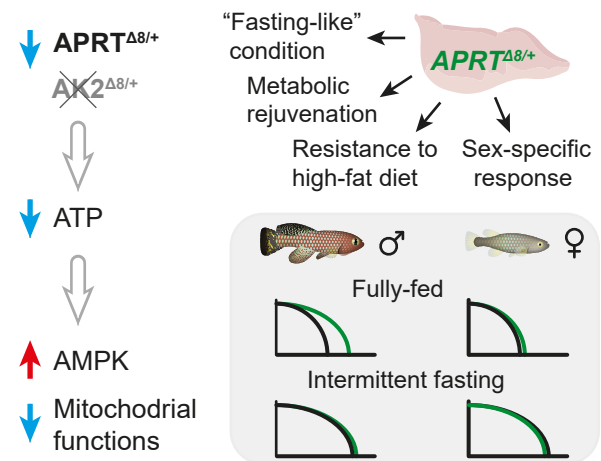 APRTΔ8/+
AK2Δ8/+
ATP
AMPK
Mitochodrial
functions
“Fasting-like”
condition
APRTΔ8/+
Metabolic
rejuvenation
Resistance to
high-fat diet
Sex-specific
response
♂
♀
Fully-fed
Intermittent fasting